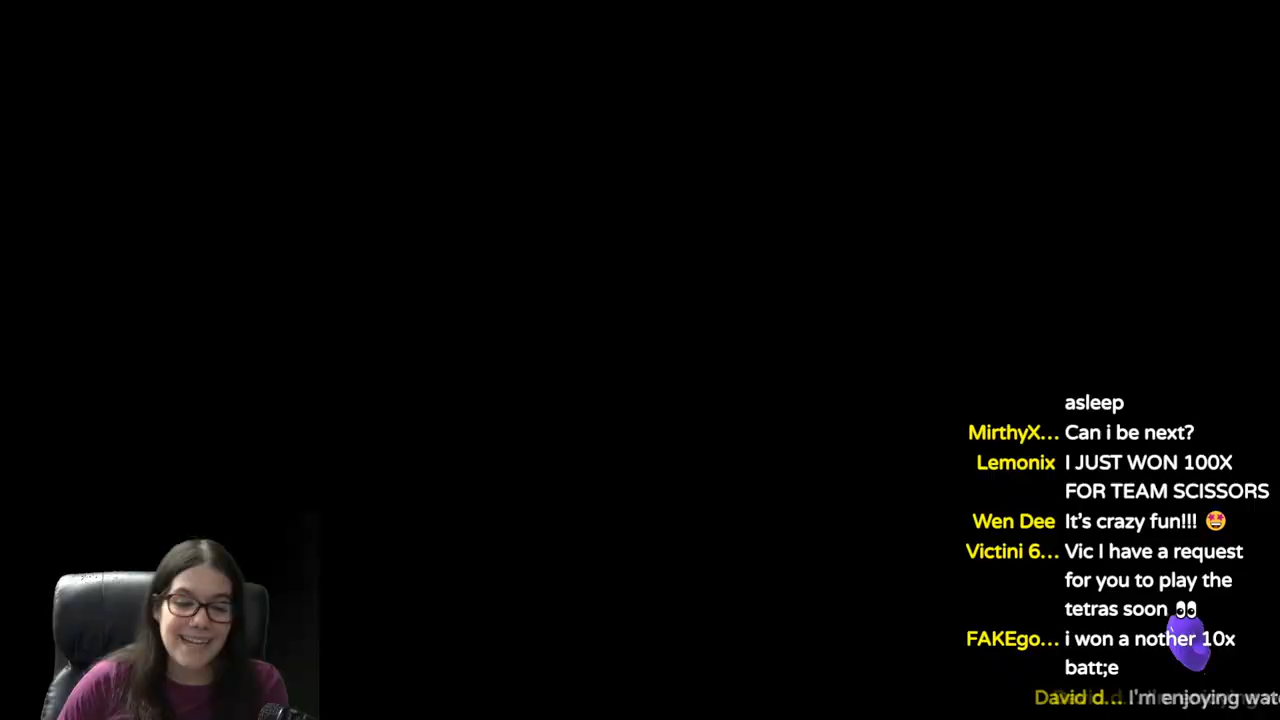 asleep
MirthyX... Can i be next?
Lemonix I JUST WON 100X
FOR TEAM SCISSORS
Wen Dee It's crazy fun!!! 🤩
Victini 6... Vic I have a request
for you to play the
tetras soon 👀
FAKEgo... i won a nother 10x
batt;e
David d... I'm enjoying